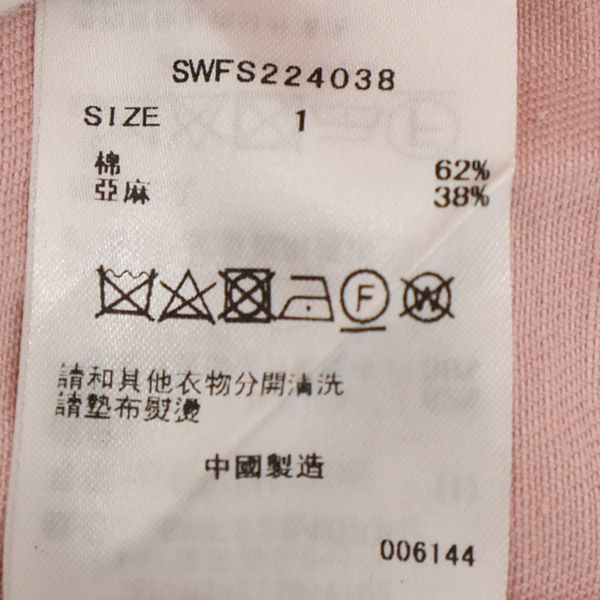 SWFS224038
SIZE 1
棉 62%
亞麻 38%
F W
請和其他衣物分開清洗
請墊布熨燙
中國製造
006144